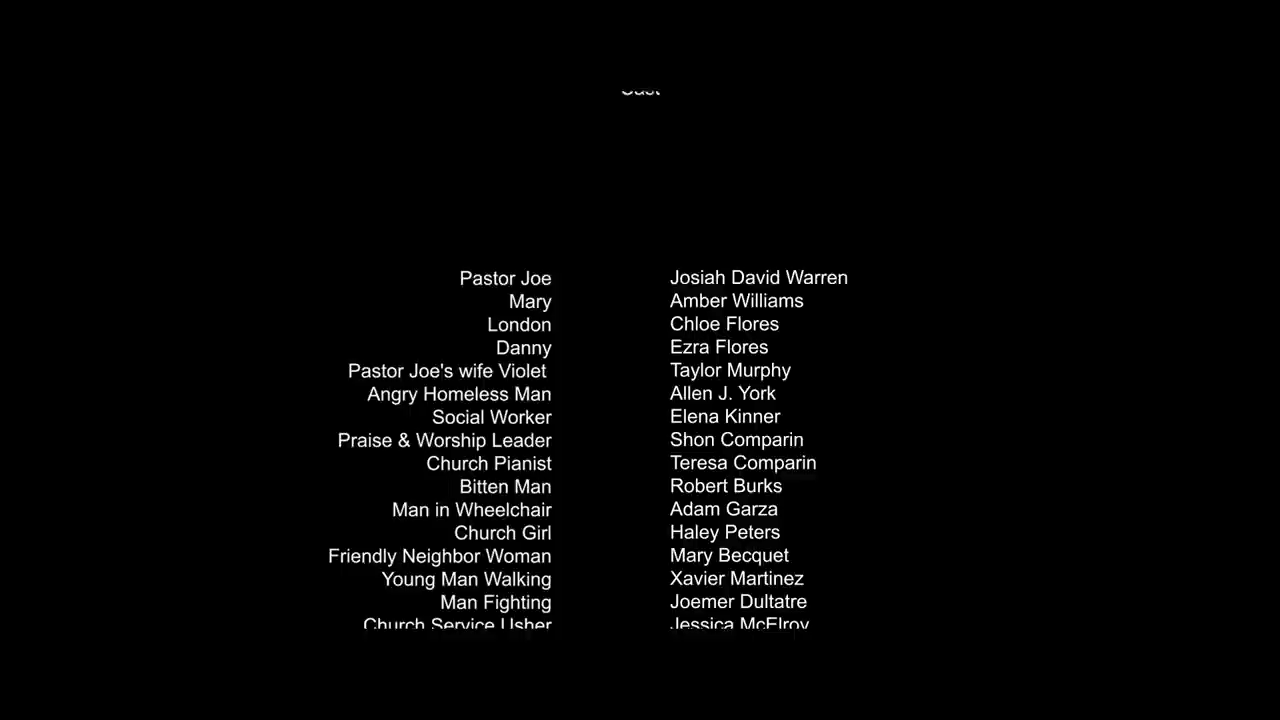 Cast
Pastor Joe Josiah David Warren
Mary Amber Williams
London Chloe Flores
Danny Ezra Flores
Pastor Joe's wife Violet Taylor Murphy
Angry Homeless Man Allen J. York
Social Worker Elena Kinner
Praise & Worship Leader Shon Comparin
Church Pianist Teresa Comparin
Bitten Man Robert Burks
Man in Wheelchair Adam Garza
Church Girl Haley Peters
Friendly Neighbor Woman Mary Becquet
Young Man Walking Xavier Martinez
Man Fighting Joemer Dultatre
Church Service Usher Jessica McElroy